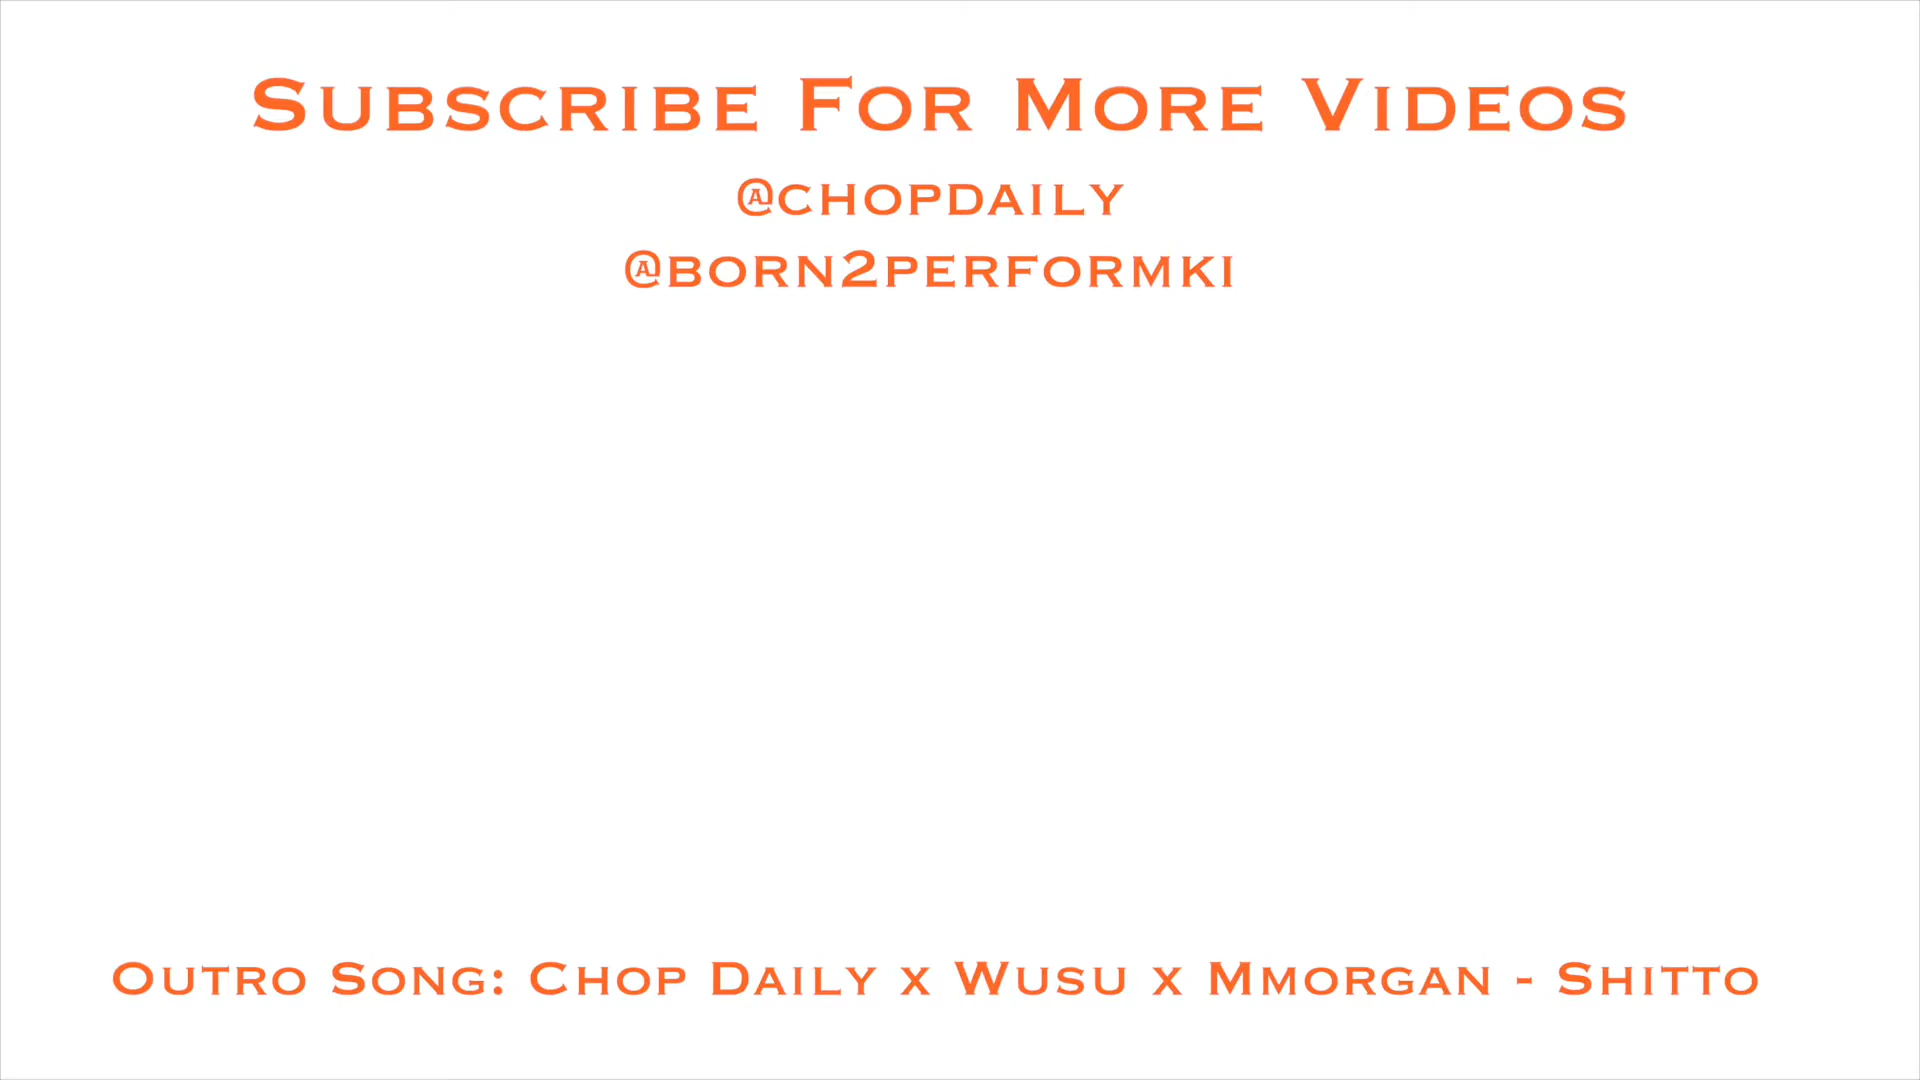 Subscribe For More Videos
@chopdaily
@born2performki
Outro Song: Chop Daily x Wusu x Mmorgan - Shitto